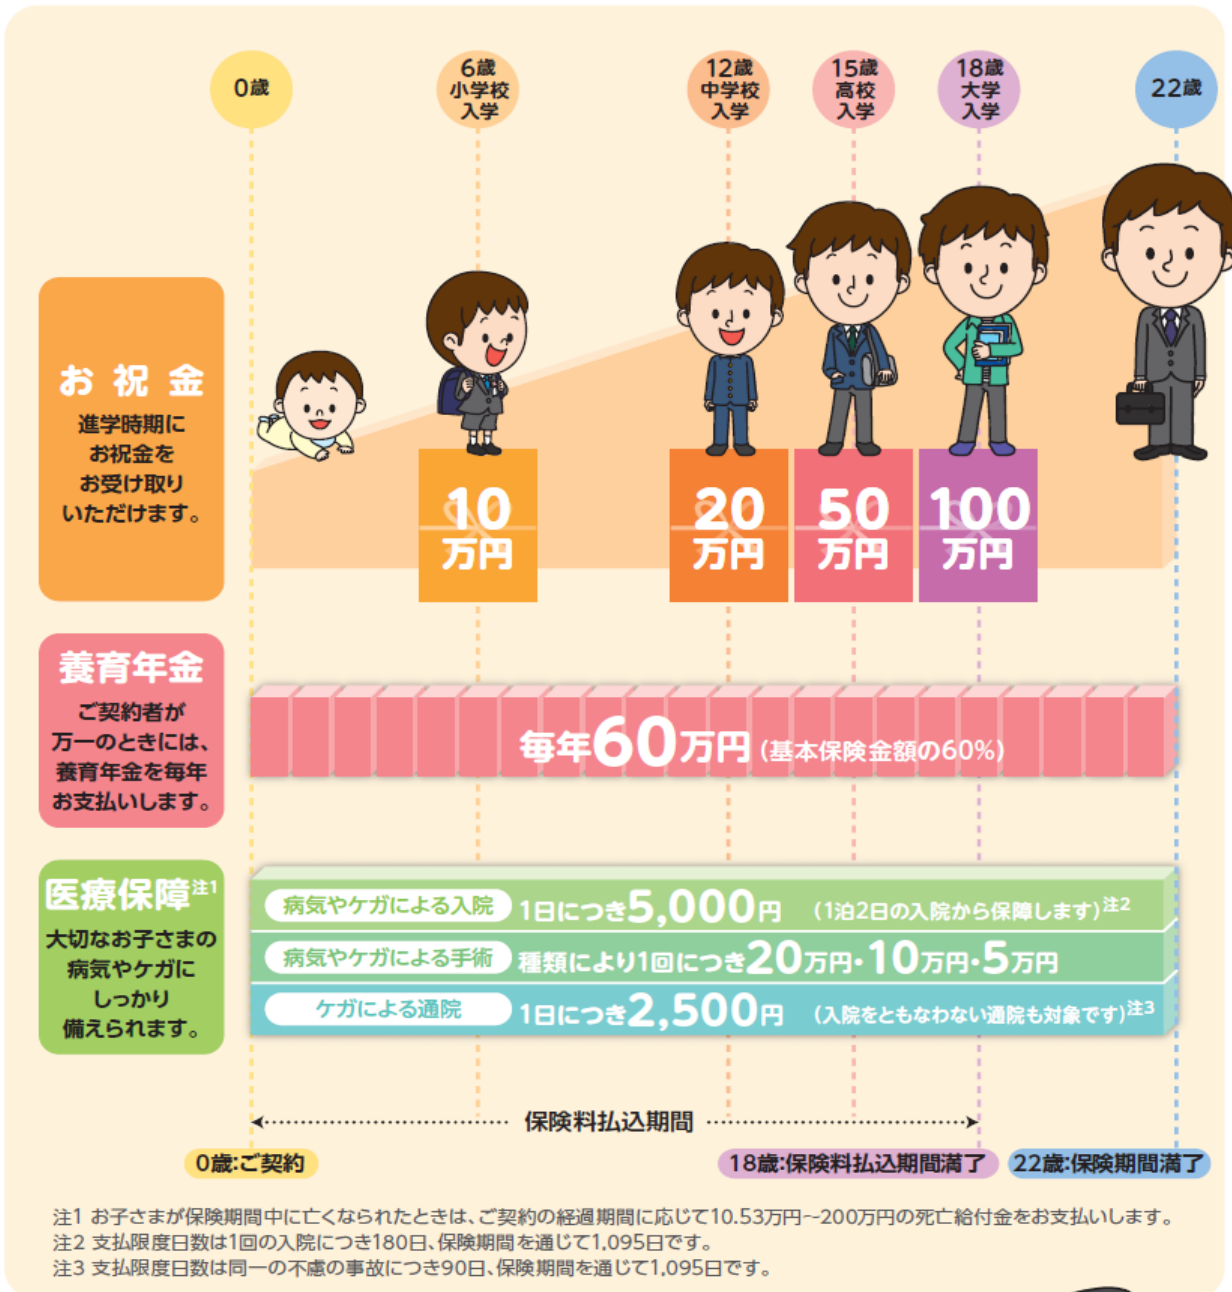 0歳
6歳
小学校
入学
12歳
中学校
入学
15歳
高校
入学
18歳
大学
入学
22歳
お祝金
進学時期に
お祝金を
お受け取り
いただけます。
10
万円
20
万円
50
万円
100
万円
養育年金
ご契約者が
万一のときには、
養育年金を毎年
お支払いします。
毎年60万円(基本保険金額の60%)
医療保障注1
大切なお子さまの
病気やケガに
しっかり
備えられます。
病気やケガによる入院 1日につき5,000円 (1泊2日の入院から保障します)注2
病気やケガによる手術 種類により1回につき20万円・10万円・5万円
ケガによる通院 1日につき2,500円 (入院をともなわない通院も対象です)注3
保険料払込期間
0歳:ご契約
18歳:保険料払込期間満了
22歳:保険期間満了
注1 お子さまが保険期間中に亡くなられたときは、ご契約の経過期間に応じて10.53万円~200万円の死亡給付金をお支払いします。
注2 支払限度日数は1回の入院につき180日、保険期間を通じて1,095日です。
注3 支払限度日数は同一の不慮の事故につき90日、保険期間を通じて1,095日です。